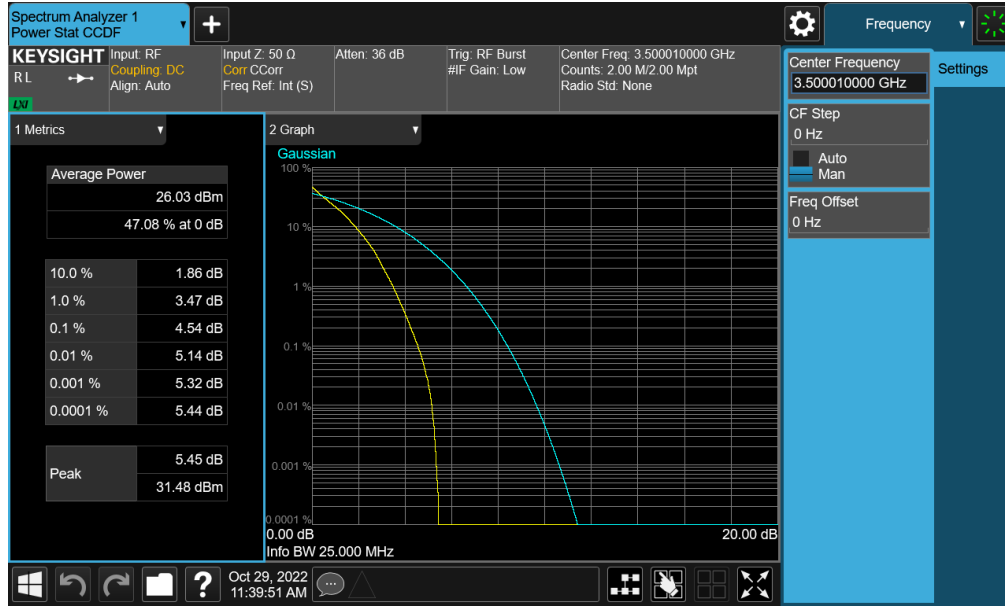 Spectrum Analyzer 1
Power Stat CCDF
Frequency
KEYSIGHT
R L
LXI
Input: RF
Coupling: DC
Align: Auto
Input Z: 50 Ω
Corr CCorr
Freq Ref: Int (S)
Atten: 36 dB
Trig: RF Burst
#IF Gain: Low
Center Freq: 3.500010000 GHz
Counts: 2.00 M/2.00 Mpt
Radio Std: None
Center Frequency
3.500010000 GHz
Settings
CF Step
0 Hz
Auto
Man
Freq Offset
0 Hz
1 Metrics
Average Power
26.03 dBm
47.08 % at 0 dB
10.0 % 1.86 dB
1.0 % 3.47 dB
0.1 % 4.54 dB
0.01 % 5.14 dB
0.001 % 5.32 dB
0.0001 % 5.44 dB
Peak
5.45 dB
31.48 dBm
2 Graph
Gaussian
100 %
10 %
1 %
0.1 %
0.01 %
0.001 %
0.0001 %
0.00 dB 20.00 dB
Info BW 25.000 MHz
?
Oct 29, 2022
11:39:51 AM